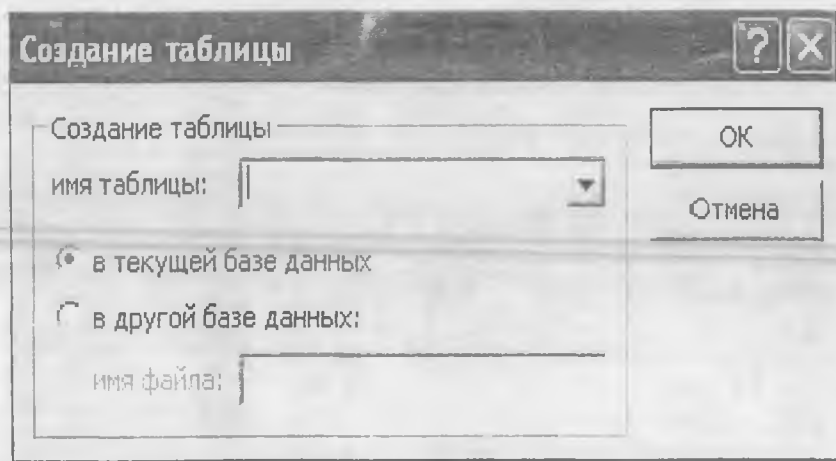 Создание таблицы
Создание таблицы
имя таблицы:
в текущей базе данных
в другой базе данных:
имя файла:
ОК
Отмена